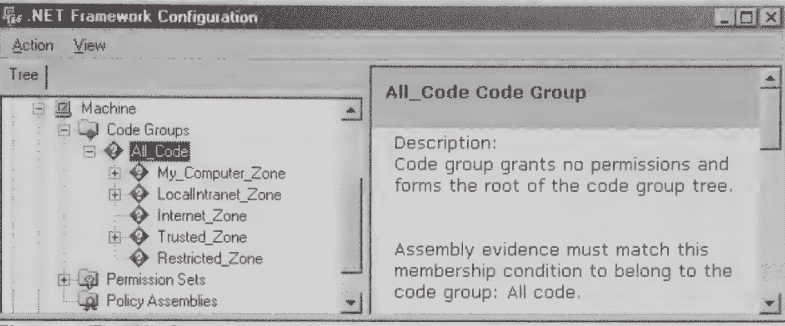 .NET Framework Configuration
Action View
Tree
Machine
Code Groups
All_Code
My_Computer_Zone
LocalIntranet_Zone
Internet_Zone
Trusted_Zone
Restricted_Zone
Permission Sets
Policy Assemblies
All_Code Code Group
Description:
Code group grants no permissions and
forms the root of the code group tree.
Assembly evidence must match this
membership condition to belong to the
code group: All code.